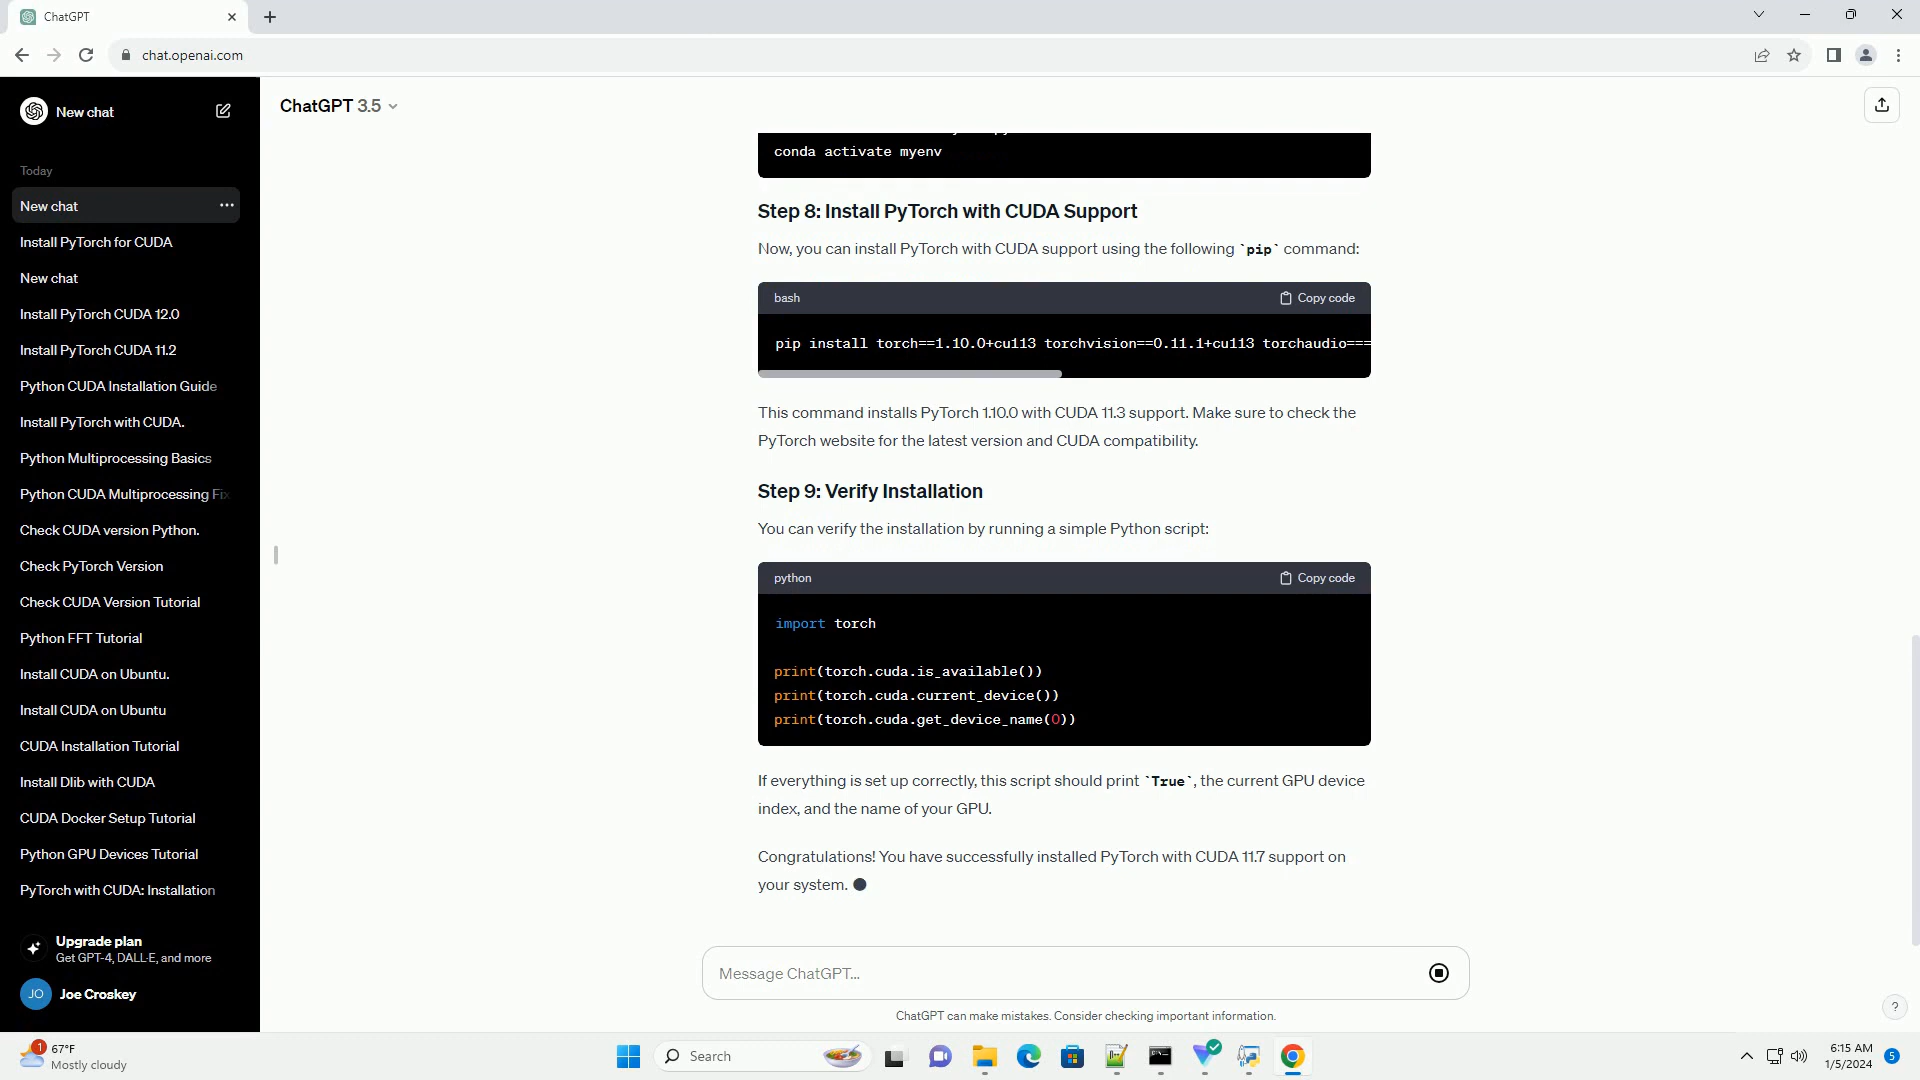 ChatGPT
chat.openai.com
New chat
Today
New chat
Install PyTorch for CUDA
New chat
Install PyTorch CUDA 12.0
Install PyTorch CUDA 11.2
Python CUDA Installation Guide
Install PyTorch with CUDA.
Python Multiprocessing Basics
Python CUDA Multiprocessing Fix
Check CUDA version Python.
Check PyTorch Version
Check CUDA Version Tutorial
Python FFT Tutorial
Install CUDA on Ubuntu.
Install CUDA on Ubuntu
CUDA Installation Tutorial
Install Dlib with CUDA
CUDA Docker Setup Tutorial
Python GPU Devices Tutorial
PyTorch with CUDA: Installation
Upgrade plan
Get GPT-4, DALL·E, and more
JO Joe Croskey
ChatGPT 3.5
conda activate myenv
Step 8: Install PyTorch with CUDA Support
Now, you can install PyTorch with CUDA support using the following `pip` command:
bash Copy code
pip install torch==1.10.0+cu113 torchvision==0.11.1+cu113 torchaudio===
This command installs PyTorch 1.10.0 with CUDA 11.3 support. Make sure to check the
PyTorch website for the latest version and CUDA compatibility.
Step 9: Verify Installation
You can verify the installation by running a simple Python script:
python Copy code
import torch
print(torch.cuda.is_available())
print(torch.cuda.current_device())
print(torch.cuda.get_device_name(0))
If everything is set up correctly, this script should print `True`, the current GPU device
index, and the name of your GPU.
Congratulations! You have successfully installed PyTorch with CUDA 11.7 support on
your system.
Message ChatGPT...
ChatGPT can make mistakes. Consider checking important information.
?
1 67°F
Mostly cloudy
Search
6:15 AM
1/5/2024
5